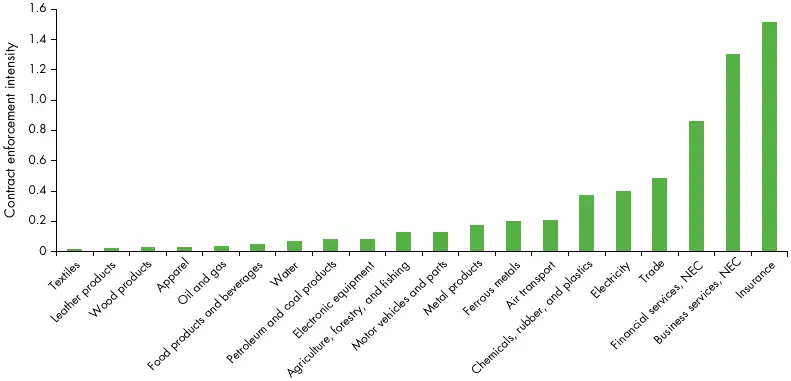 Contract enforcement intensity
1.6
1.4
1.2
1.0
0.8
0.6
0.4
0.2
0
Textiles
Leather products
Wood products
Apparel
Oil and gas
Food products and beverages
Water
Petroleum and coal products
Electronic equipment
Agriculture, forestry, and fishing
Motor vehicles and parts
Metal products
Ferrous metals
Air transport
Chemicals, rubber, and plastics
Electricity
Trade
Financial services, NEC
Business services, NEC
Insurance